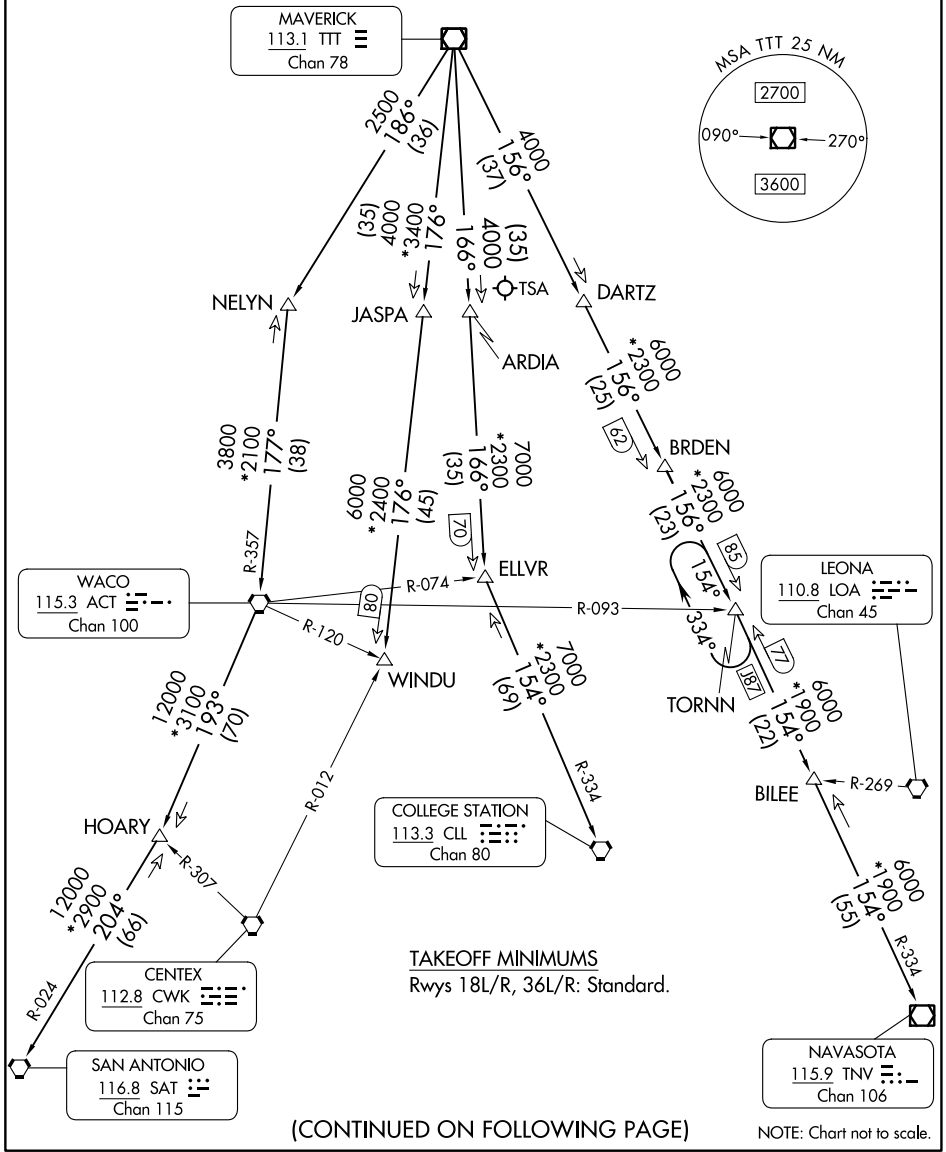 MAVERICK
113.1 TTT
Chan 78
MSA TTT 25 NM
2700
090°
270°
3600
2500
186°
(36)
(35)
4000
*3400
176°
(35)
4000
166°
4000
156°
(37)
TSA
NELYN
JASPA
ARDIA
DARTZ
3800
*2100
177°
(38)
R-357
6000
*2400
176°
(45)
80
7000
*2300
166°
(35)
70
6000
*2300
156°
(25)
62
BRDEN
6000
*2300
156°
(23)
85
154°
334°
J87
77
WACO
115.3 ACT
Chan 100
R-074
ELLVR
R-093
R-120
WINDU
TORNN
LEONA
110.8 LOA
Chan 45
12000
*3100
193°
(70)
7000
*2300
154°
(69)
R-334
6000
*1900
154°
(22)
BILEE
R-269
R-012
HOARY
R-307
COLLEGE STATION
113.3 CLL
Chan 80
12000
*2900
204°
(66)
R-024
6000
*1900
154°
(55)
R-334
CENTEX
112.8 CWK
Chan 75
TAKEOFF MINIMUMS
Rwys 18L/R, 36L/R: Standard.
SAN ANTONIO
116.8 SAT
Chan 115
NAVASOTA
115.9 TNV
Chan 106
(CONTINUED ON FOLLOWING PAGE)
NOTE: Chart not to scale.